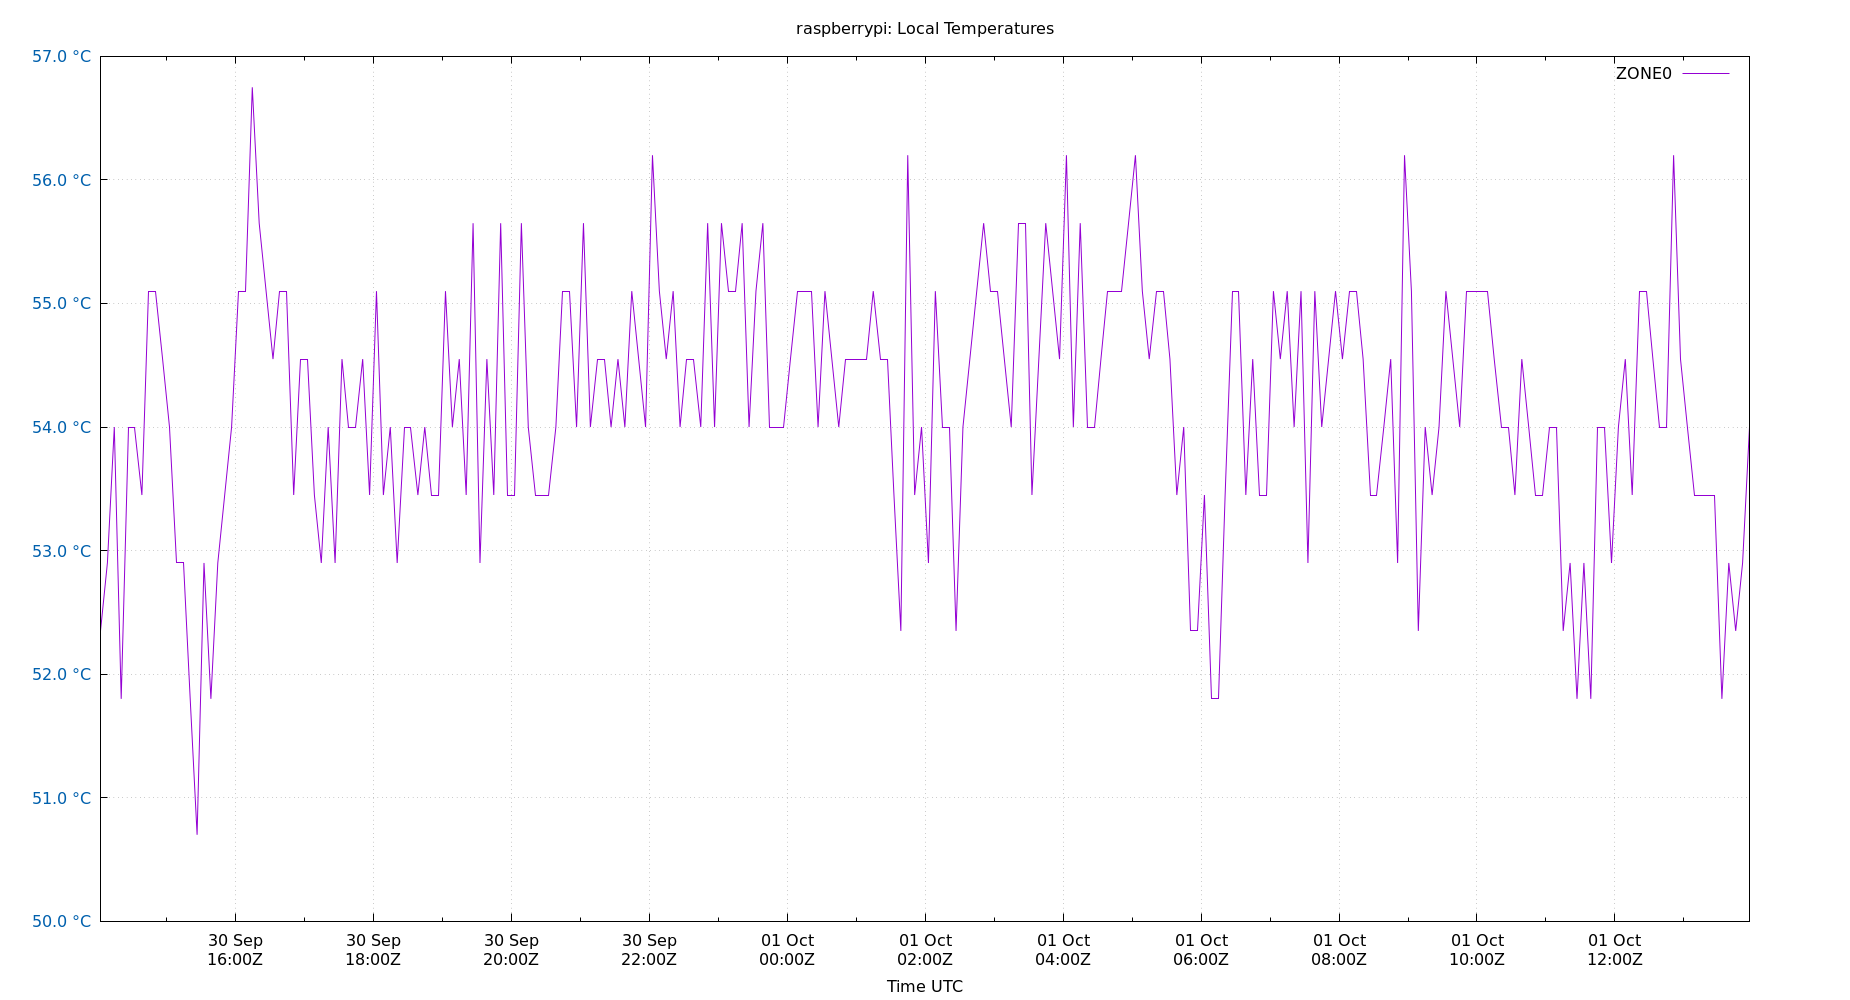 raspberrypi: Local Temperatures
57.0 °C
ZONE0
56.0 °C
55.0 °C
54.0 °C
53.0 °C
52.0 °C
51.0 °C
50.0 °C
30 Sep 30 Sep 30 Sep 30 Sep 01 Oct 01 Oct 01 Oct 01 Oct 01 Oct 01 Oct 01 Oct
16:00Z 18:00Z 20:00Z 22:00Z 00:00Z 02:00Z 04:00Z 06:00Z 08:00Z 10:00Z 12:00Z
Time UTC